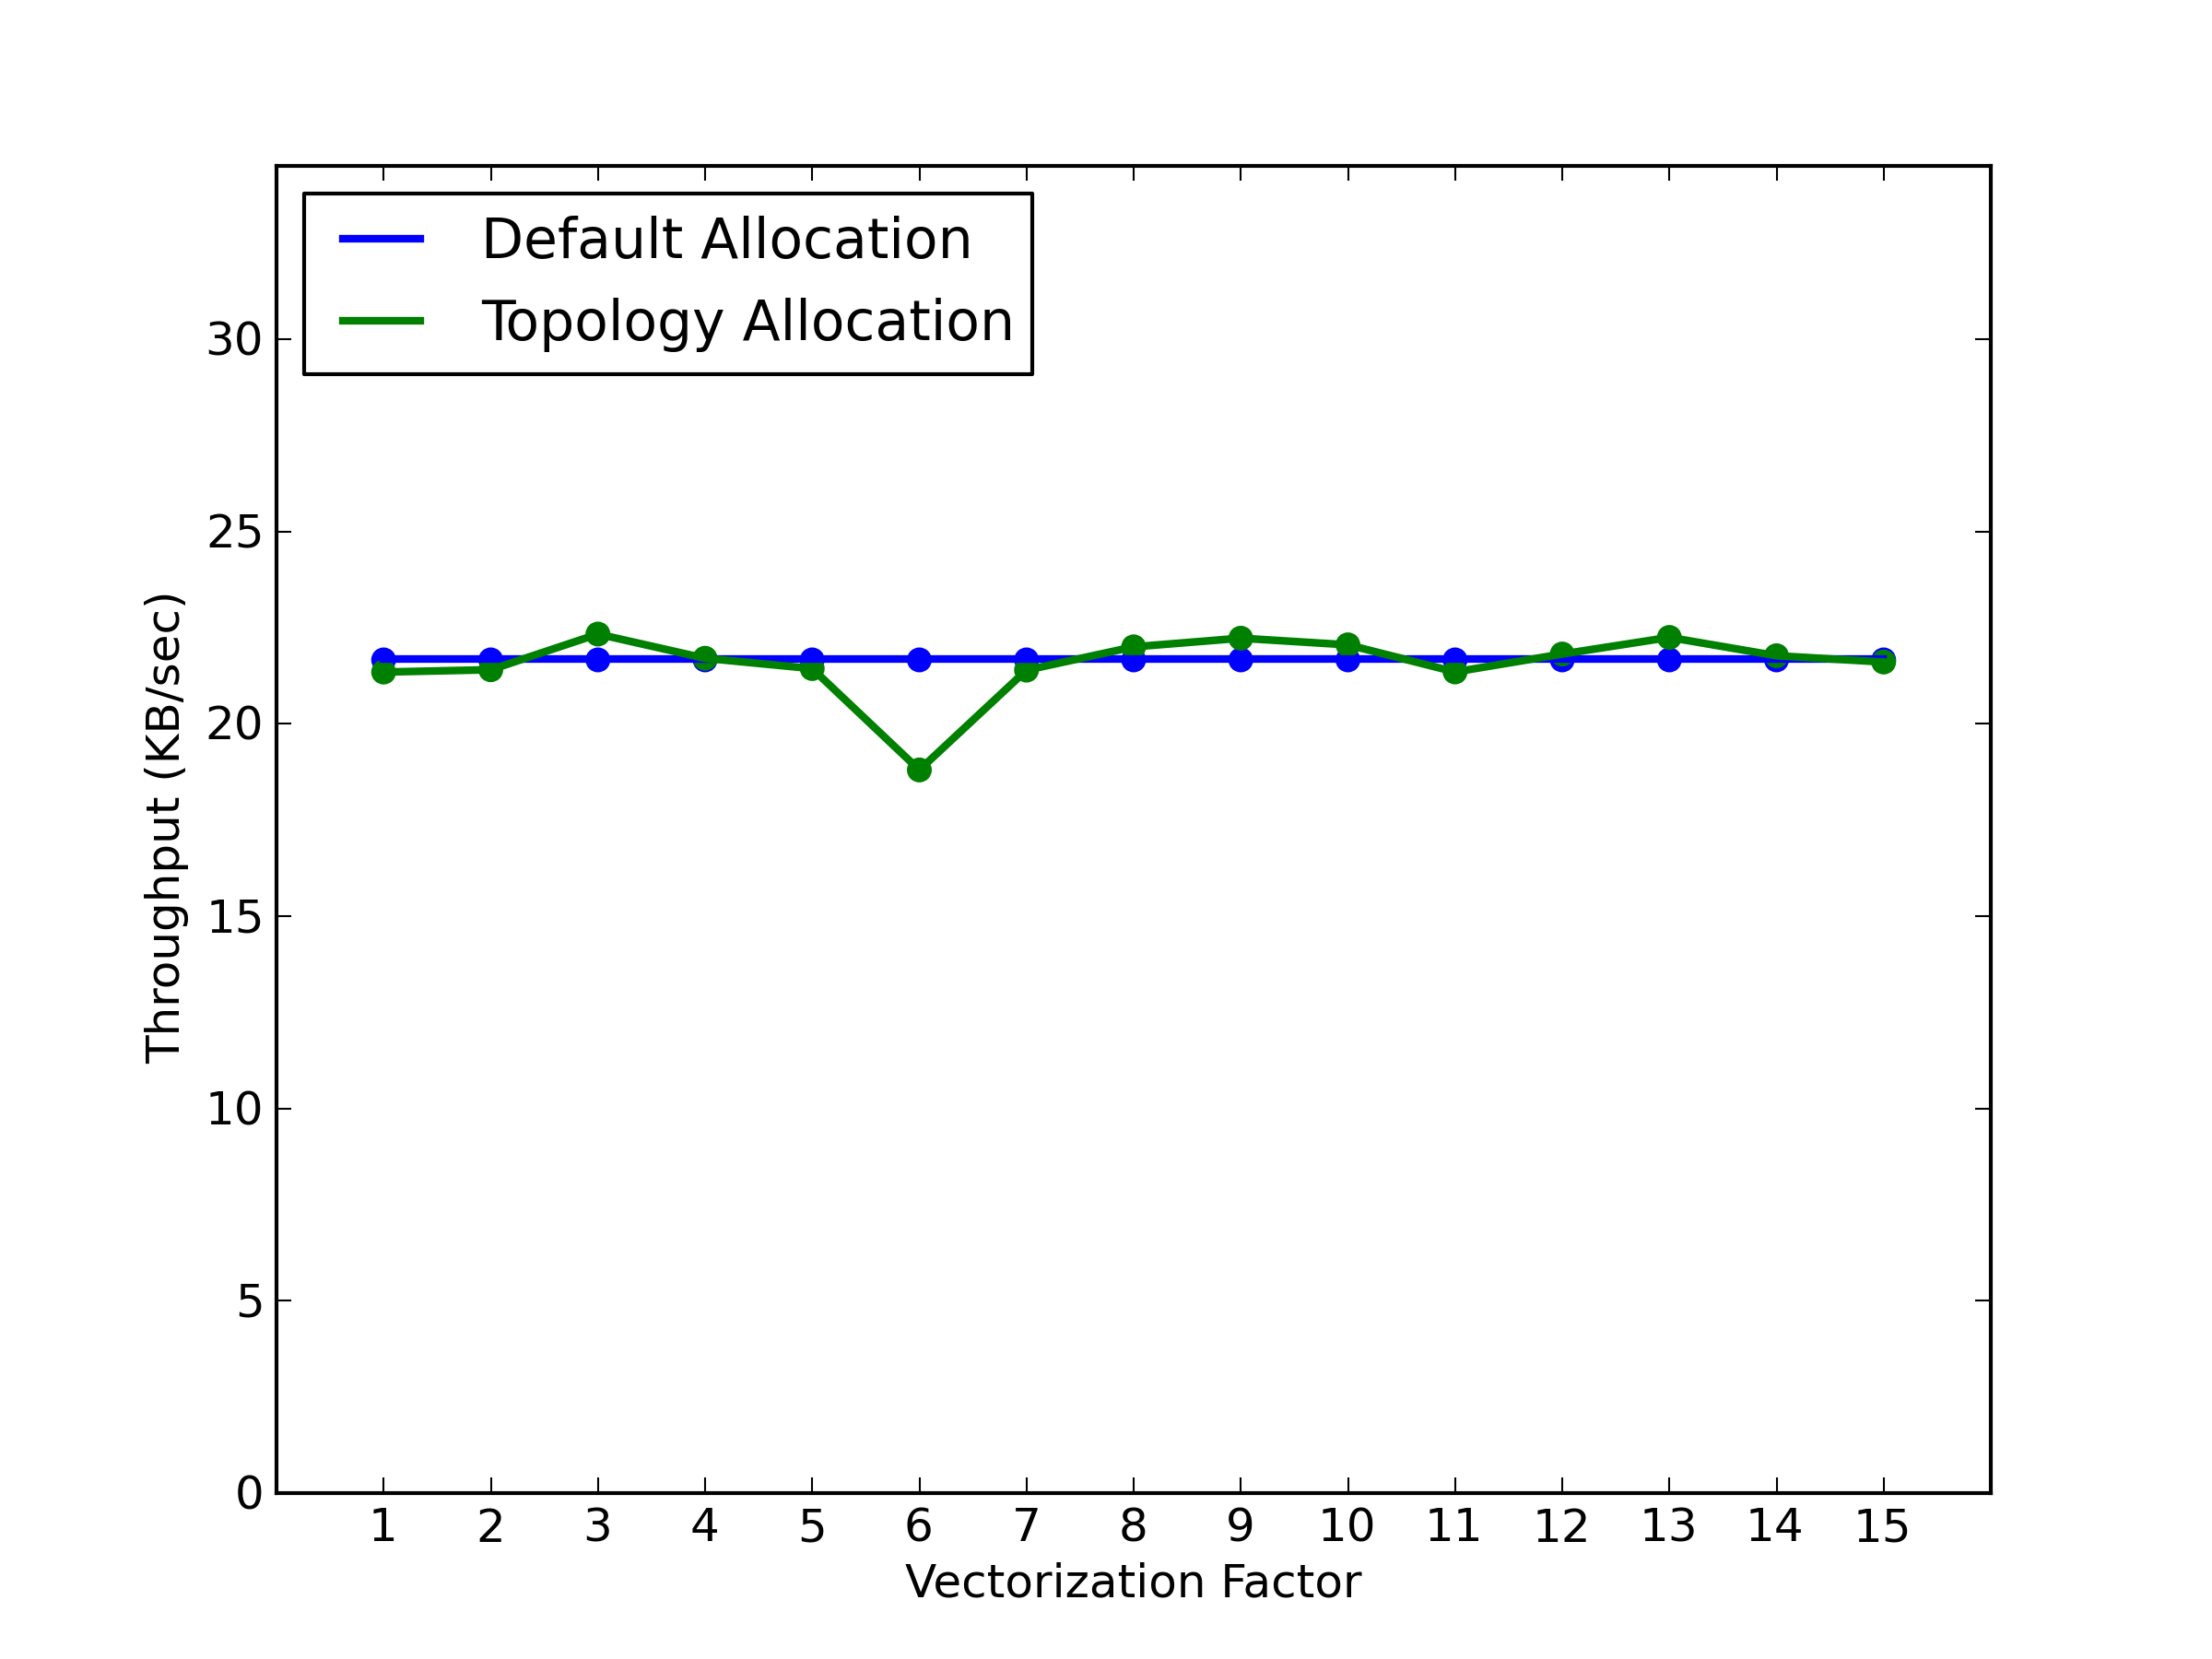 Default Allocation
Topology Allocation
30
25
20
15
10
5
0
Throughput (KB/sec)
1 2 3 4 5 6 7 8 9 10 11 12 13 14 15
Vectorization Factor